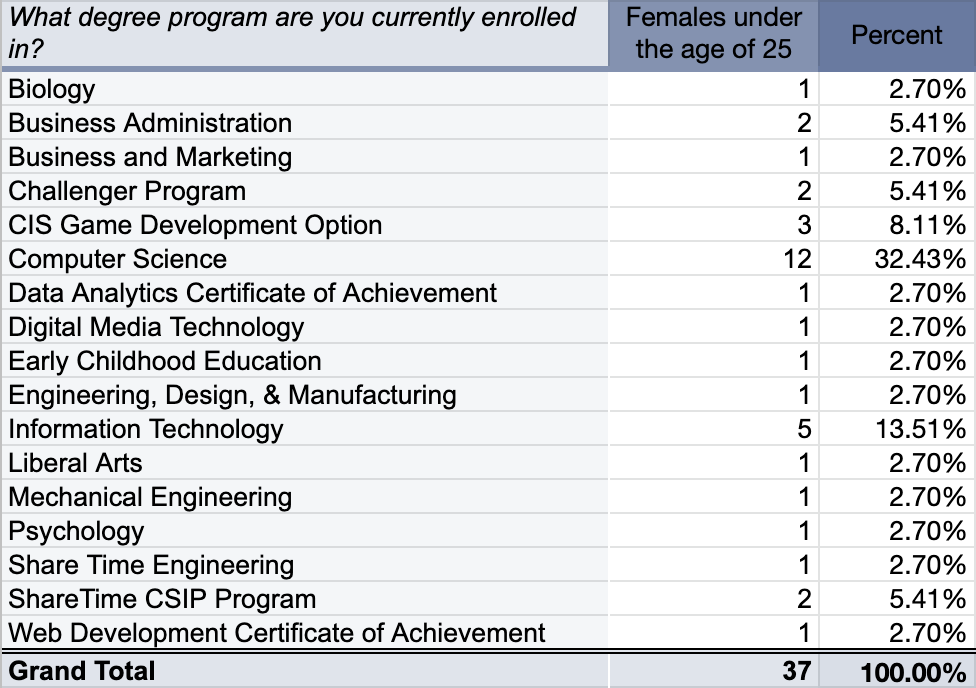 What degree program are you currently enrolled in? Females under the age of 25 Percent
Biology 1 2.70%
Business Administration 2 5.41%
Business and Marketing 1 2.70%
Challenger Program 2 5.41%
CIS Game Development Option 3 8.11%
Computer Science 12 32.43%
Data Analytics Certificate of Achievement 1 2.70%
Digital Media Technology 1 2.70%
Early Childhood Education 1 2.70%
Engineering, Design, & Manufacturing 1 2.70%
Information Technology 5 13.51%
Liberal Arts 1 2.70%
Mechanical Engineering 1 2.70%
Psychology 1 2.70%
Share Time Engineering 1 2.70%
ShareTime CSIP Program 2 5.41%
Web Development Certificate of Achievement 1 2.70%
Grand Total 37 100.00%